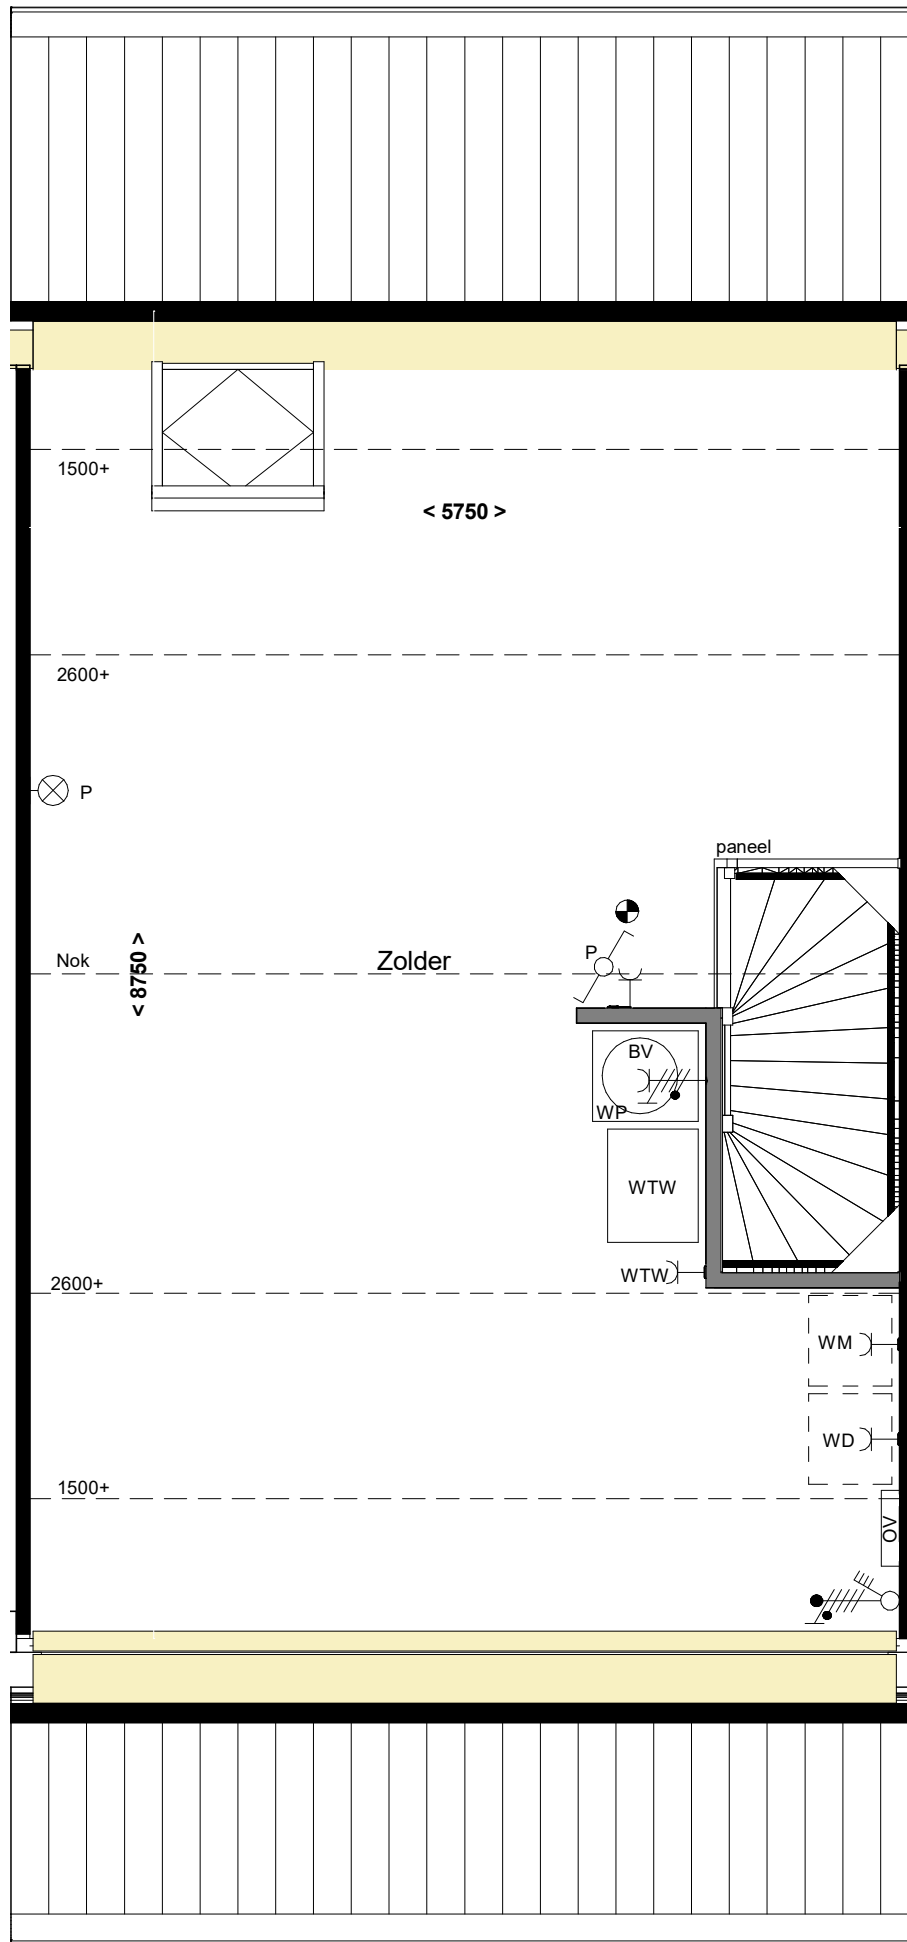 1500+
< 5750 >
2600+
P
paneel
P
Nok
< 8750 >
Zolder
BV
WP
WTW
WTW
2600+
WM
WD
1500+
OV